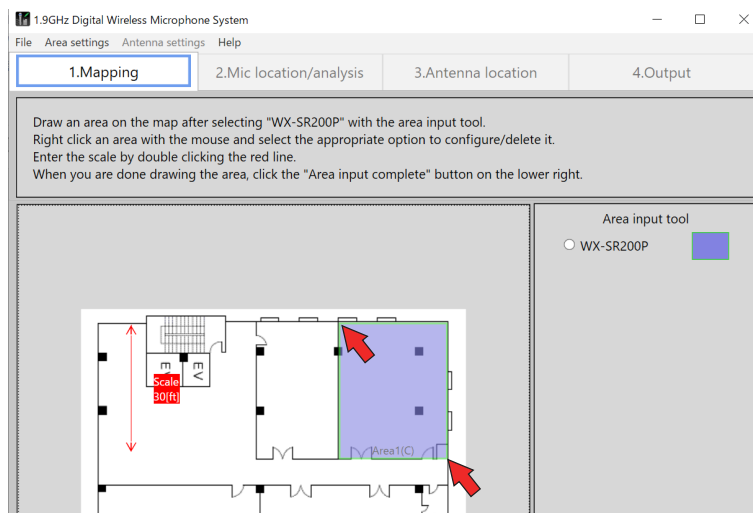 1.9GHz Digital Wireless Microphone System
File Area settings Antenna settings Help
1.Mapping 2.Mic location/analysis 3.Antenna location 4.Output
Draw an area on the map after selecting "WX-SR200P" with the area input tool.
Right click an area with the mouse and select the appropriate option to configure/delete it.
Enter the scale by double clicking the red line.
When you are done drawing the area, click the "Area input complete" button on the lower right.
Area input tool
WX-SR200P
EV
EV
Scale
30[ft]
Area1(C)